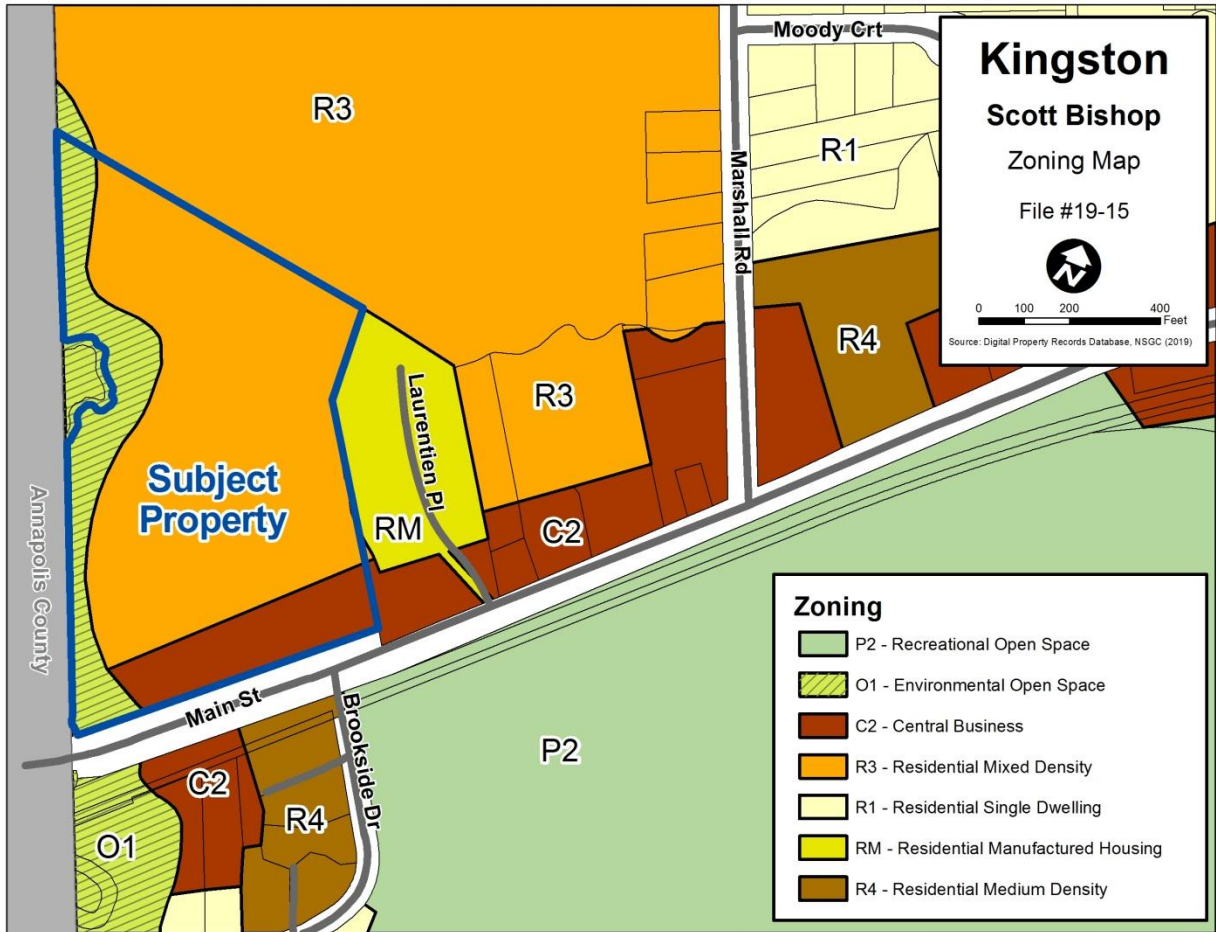 Moody Crt
Kingston
Scott Bishop
Zoning Map
File #19-15
N
0 100 200 400
Feet
Source: Digital Property Records Database, NSGC (2019)
R3
R1
Marshall Rd
R4
R3
Laurentien Pl
Subject
Property
RM
C2
Annapolis County
Main St
Brookside Dr
P2
C2
R4
O1
Zoning
P2 - Recreational Open Space
O1 - Environmental Open Space
C2 - Central Business
R3 - Residential Mixed Density
R1 - Residential Single Dwelling
RM - Residential Manufactured Housing
R4 - Residential Medium Density